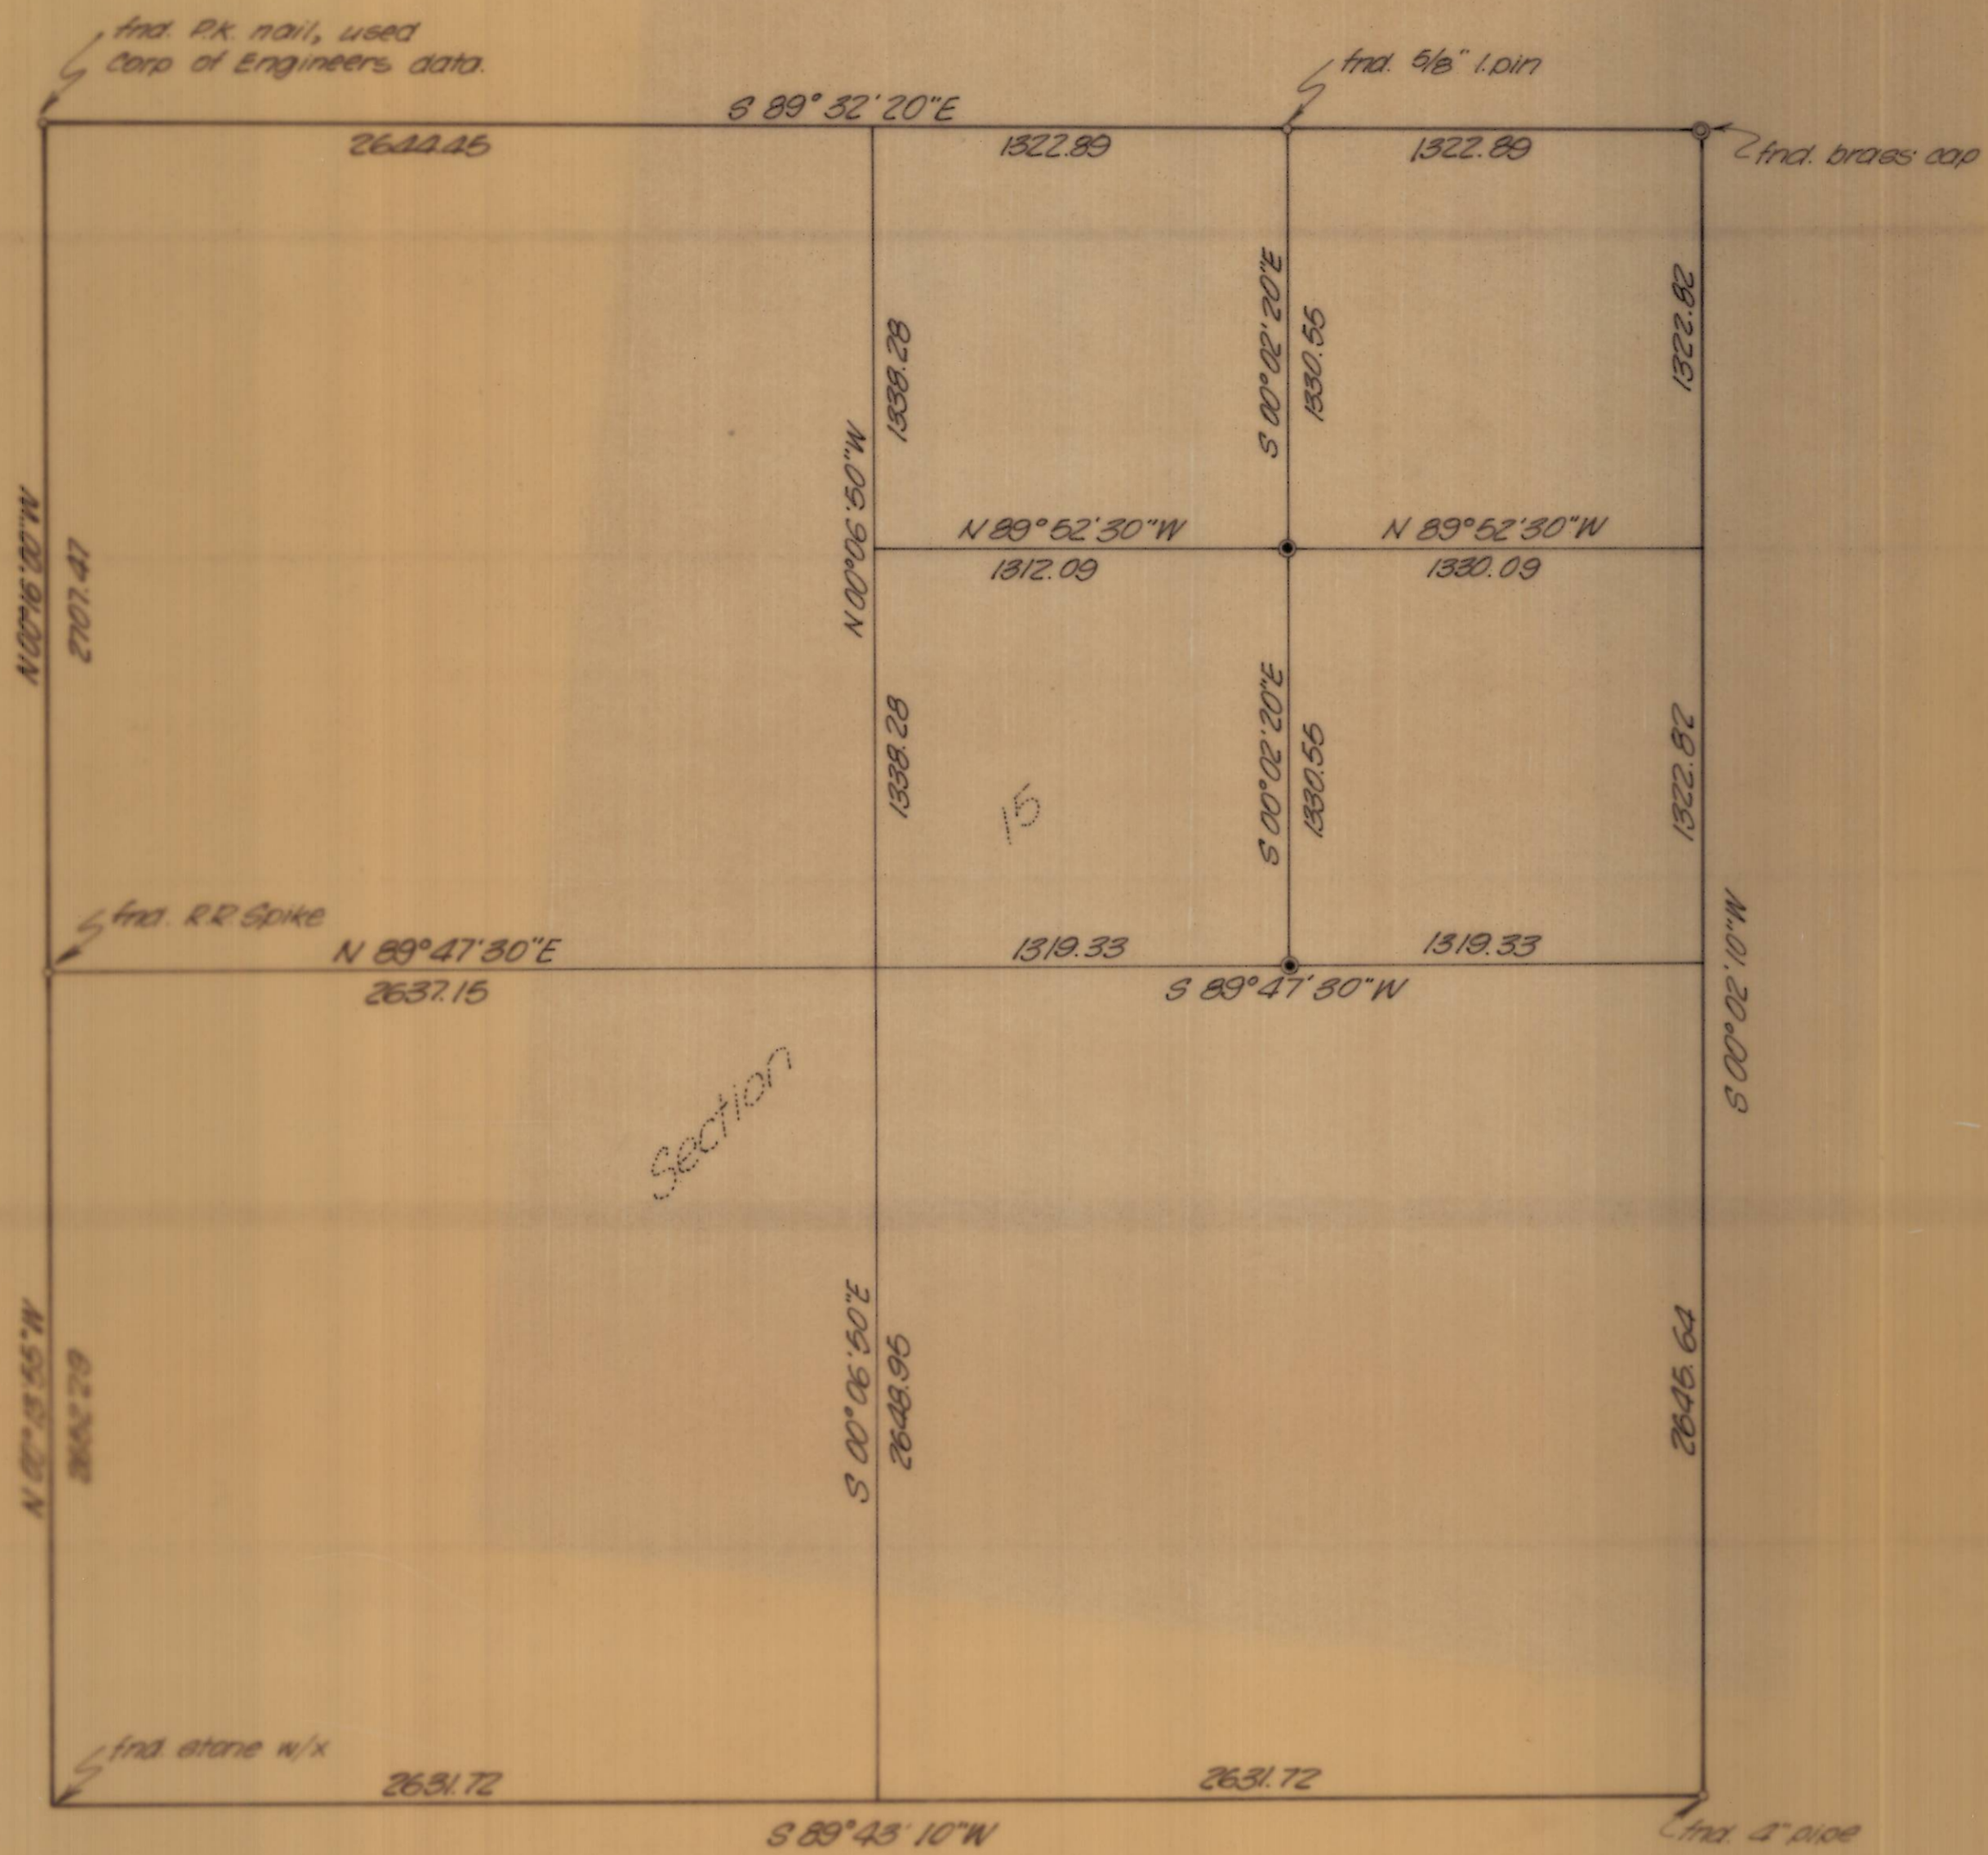 fnd. P.K. nail, used
Corp of Engineers data.
fnd. 5/8" I.pin
S 89° 32' 20"E
2644.45
1322.89
1322.89
fnd. brass cap
S 00° 02' 20"E
1330.55
1322.82
1338.28
N 00° 06' 50"W
N 89° 52' 30"W
1312.09
N 89° 52' 30"W
1330.09
N 00° 16' 00"W
2707.47
1338.28
15
S 00° 02' 20"E
1330.55
1322.82
fnd. R.R. Spike
N 89° 47' 30"E
2637.15
1319.33
1319.33
S 89° 47' 30"W
S 00° 20' 10"W
Section
N 00° 13' 55"W
S 00° 06' 50"E
2648.95
2645.64
fnd. stone w/x
2631.72
2631.72
S 89° 43' 10"W
fnd. 4" pipe